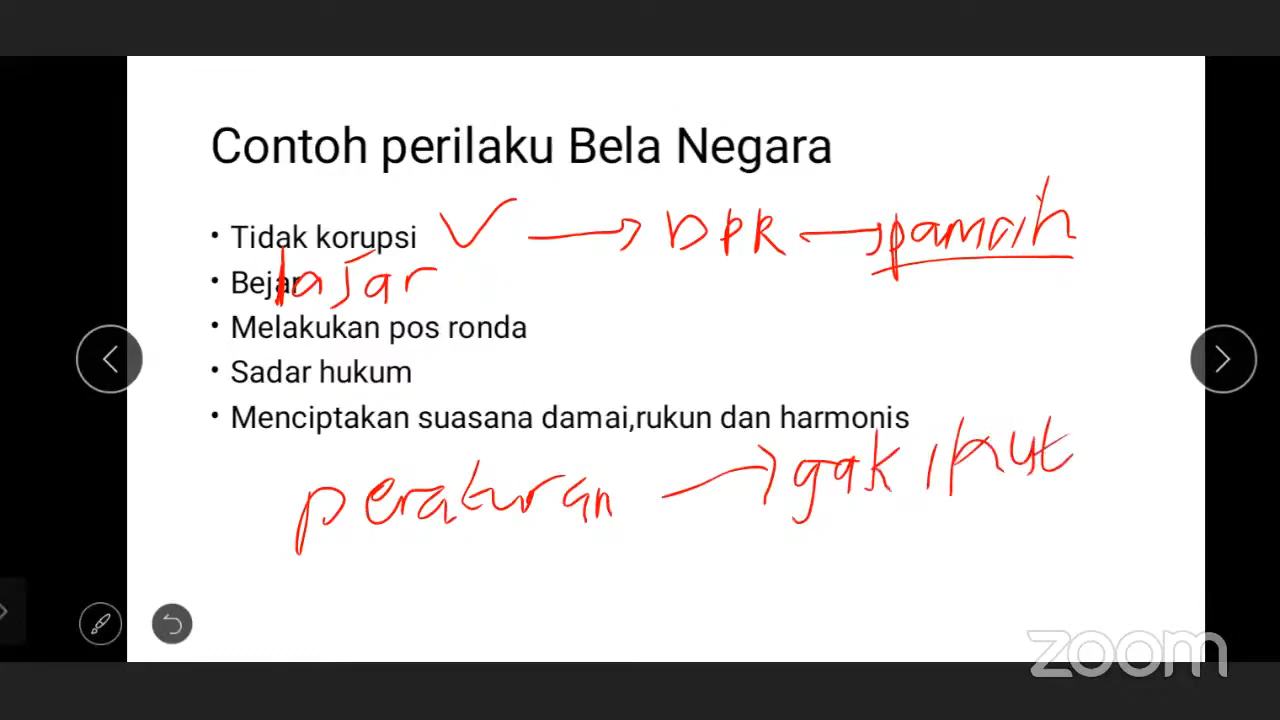 Contoh perilaku Bela Negara
• Tidak korupsi ✓ → DPR →
• Bejar lajar
• Melakukan pos ronda
• Sadar hukum
• Menciptakan suasana damai,rukun dan harmonis
peraturan → gak ikut
zoom